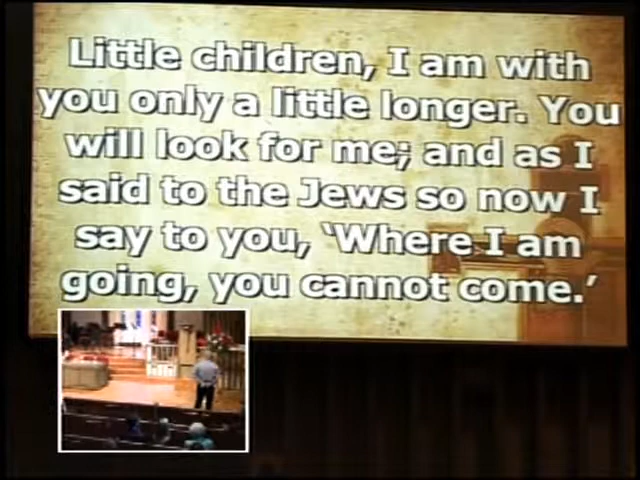 Little children, I am with
you only a little longer. You
will look for me; and as I
said to the Jews so now I
say to you, ‘Where I am
going, you cannot come.’